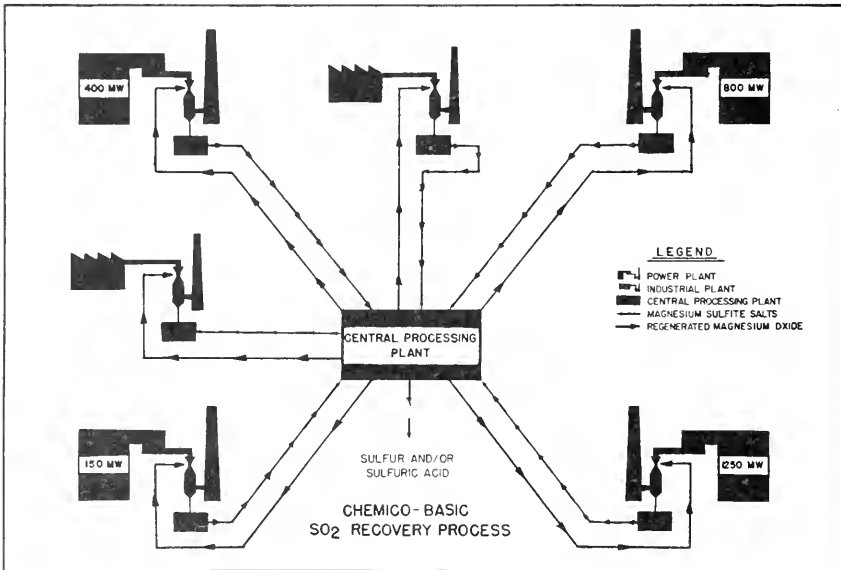 400 MW
800 MW
LEGEND
POWER PLANT
INDUSTRIAL PLANT
CENTRAL PROCESSING PLANT
MAGNESIUM SULFITE SALTS
REGENERATED MAGNESIUM OXIDE
CENTRAL PROCESSING
PLANT
150 MW
1250 MW
SULFUR AND/OR
SULFURIC ACID
CHEMICO-BASIC
SO2 RECOVERY PROCESS